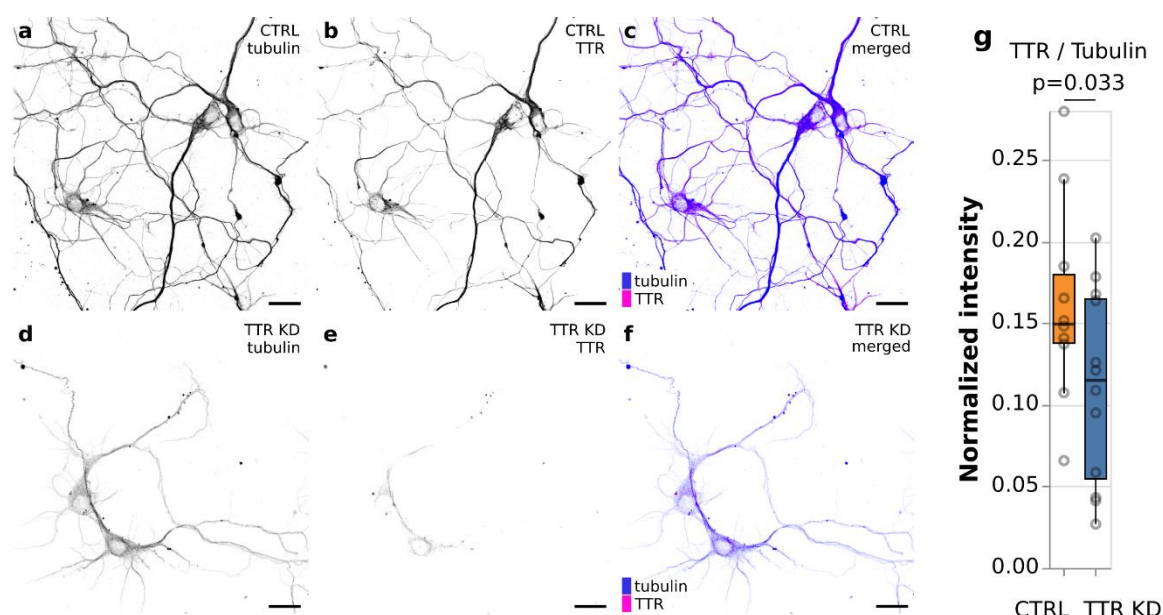 a
CTRL
tubulin
b
CTRL
TTR
c
CTRL
merged
tubulin
TTR
d
TTR KD
tubulin
e
TTR KD
TTR
f
TTR KD
merged
tubulin
TTR
g
TTR / Tubulin
p=0.033
Normalized intensity
0.25
0.20
0.15
0.10
0.05
0.00
CTRL TTR KD